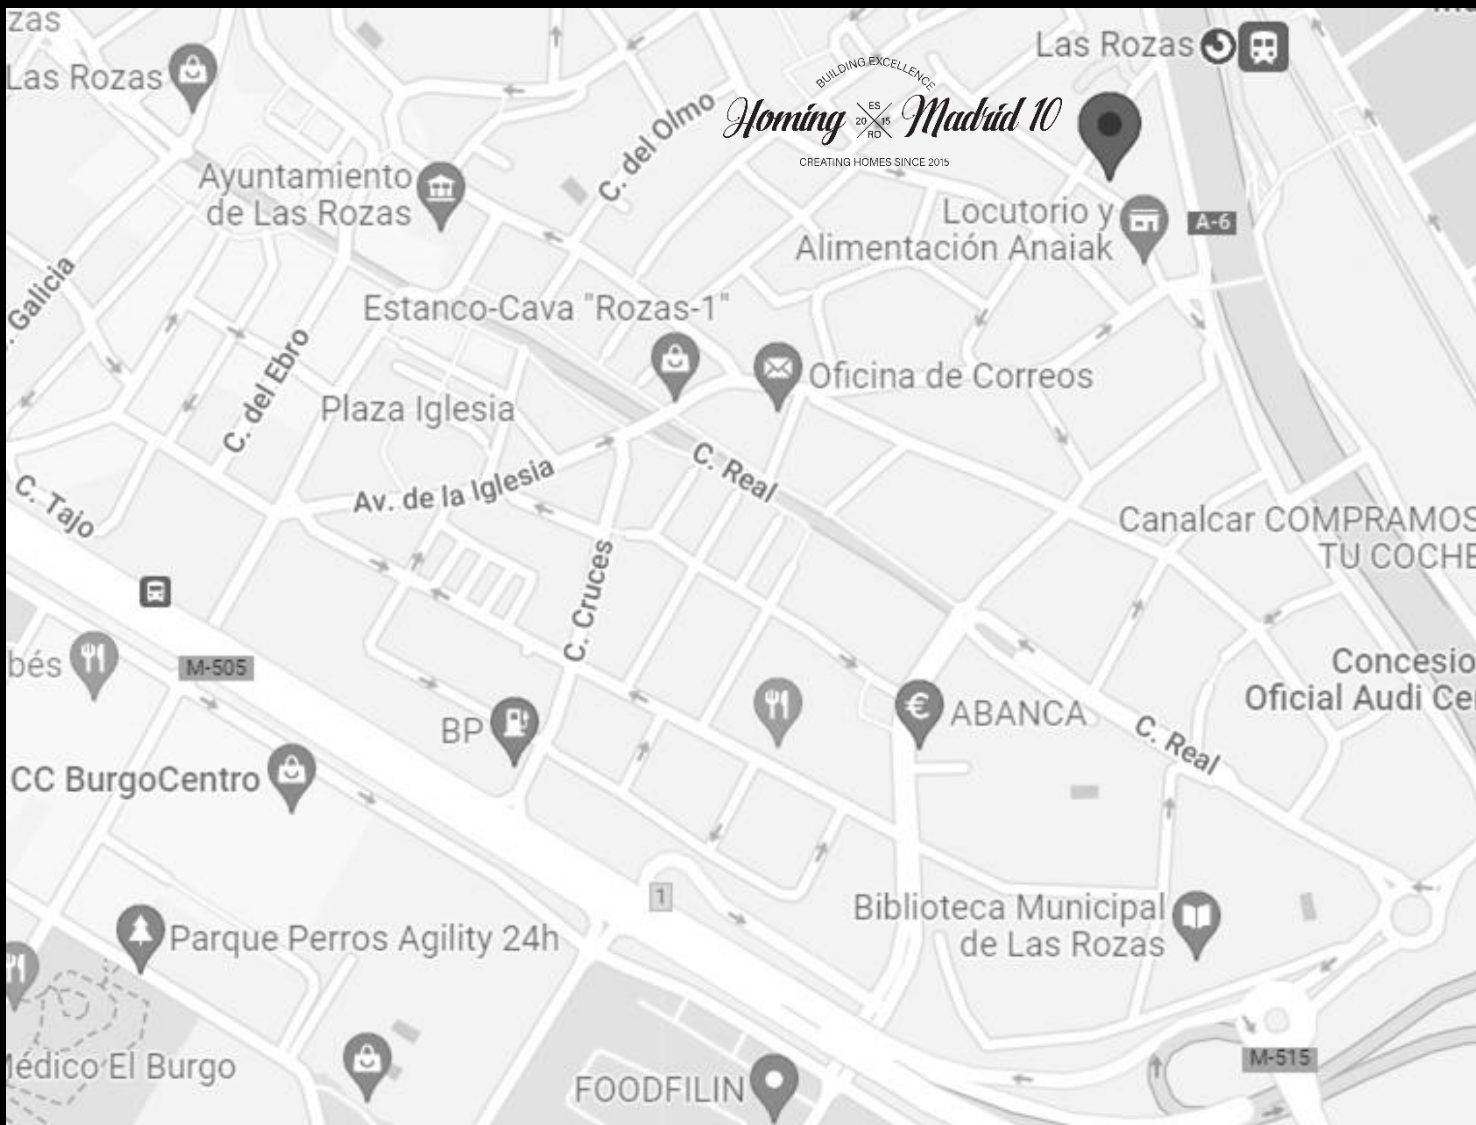 zas
Las Rozas
Las Rozas
BUILDING EXCELLENCE
Homing Madrid 10
ES
20 15
RO
CREATING HOMES SINCE 2015
C. del Olmo
Ayuntamiento
de Las Rozas
Locutorio y
Alimentación Anaiak
A-6
Galicia
Estanco-Cava "Rozas-1"
C. del Ebro
Oficina de Correos
Plaza Iglesia
C. Real
Av. de la Iglesia
C. Tajo
Canalcar COMPRAMOS
TU COCHE
C. Cruces
bés
M-505
Concesio
Oficial Audi Ce
ABANCA
BP
C. Real
CC BurgoCentro
1
Biblioteca Municipal
de Las Rozas
Parque Perros Agility 24h
M-515
Médico El Burgo
FOODFILIN